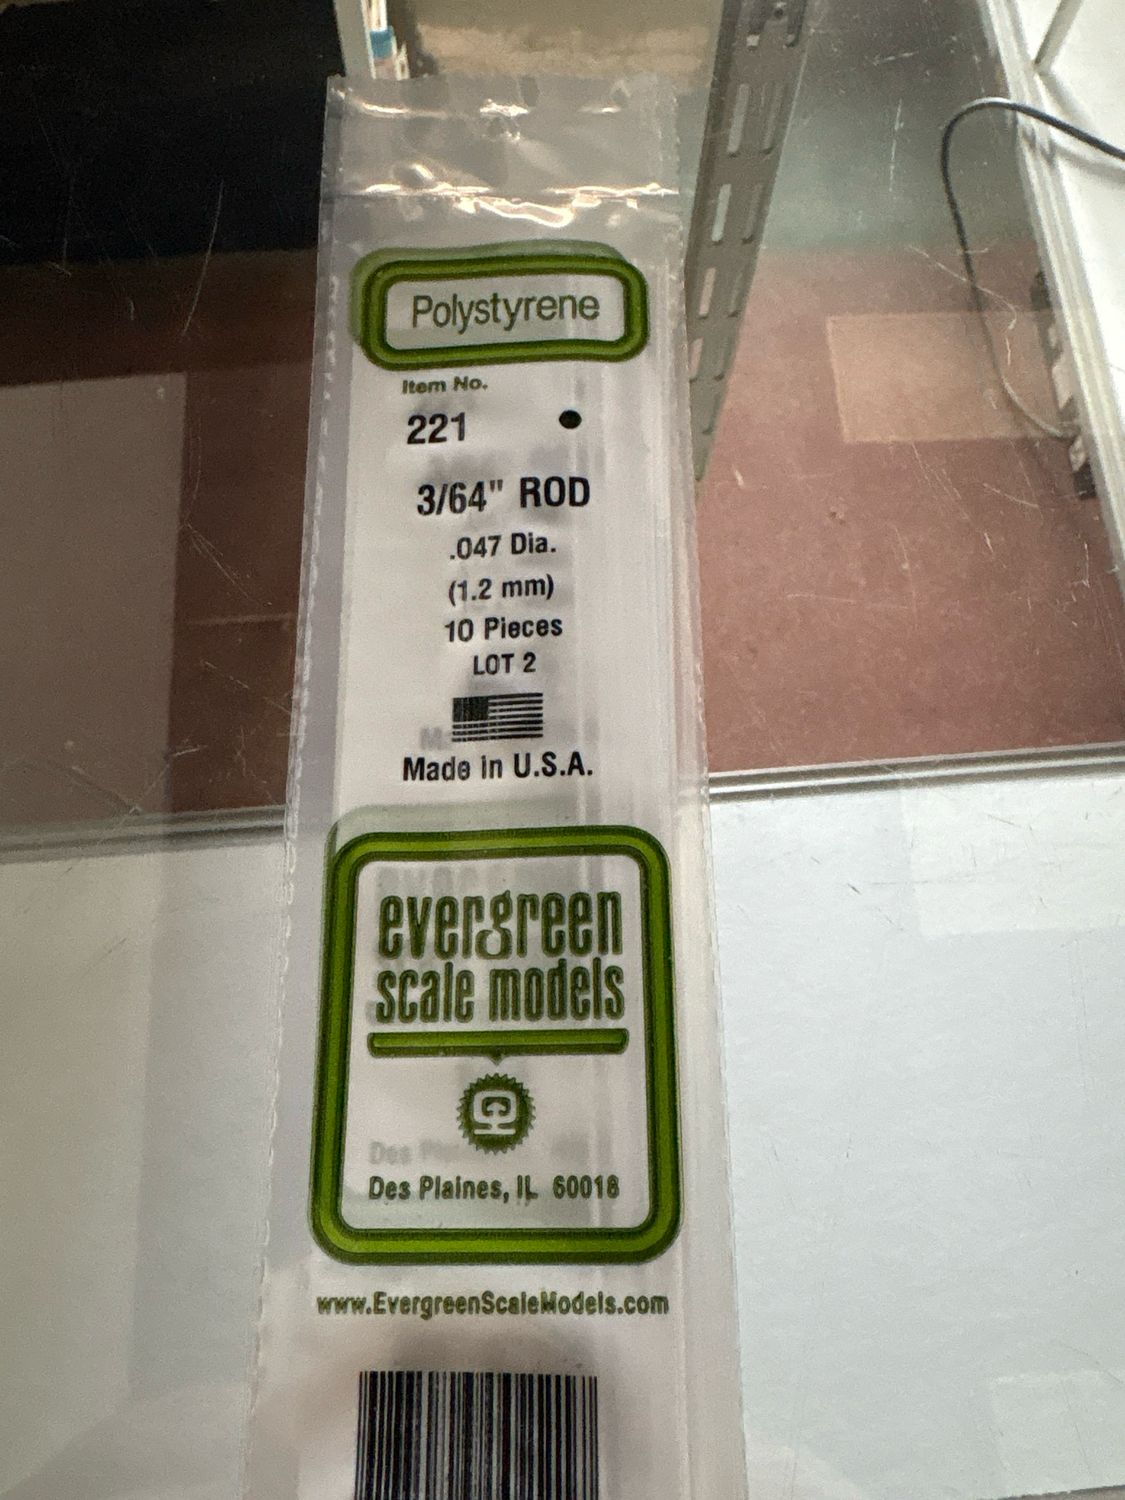 Polystyrene
Item No.
221
3/64" ROD
.047 Dia.
(1.2 mm)
10 Pieces
LOT 2
Made in U.S.A.
evergreen
scale models
Des Plaines, IL 60018
www.EvergreenScaleModels.com